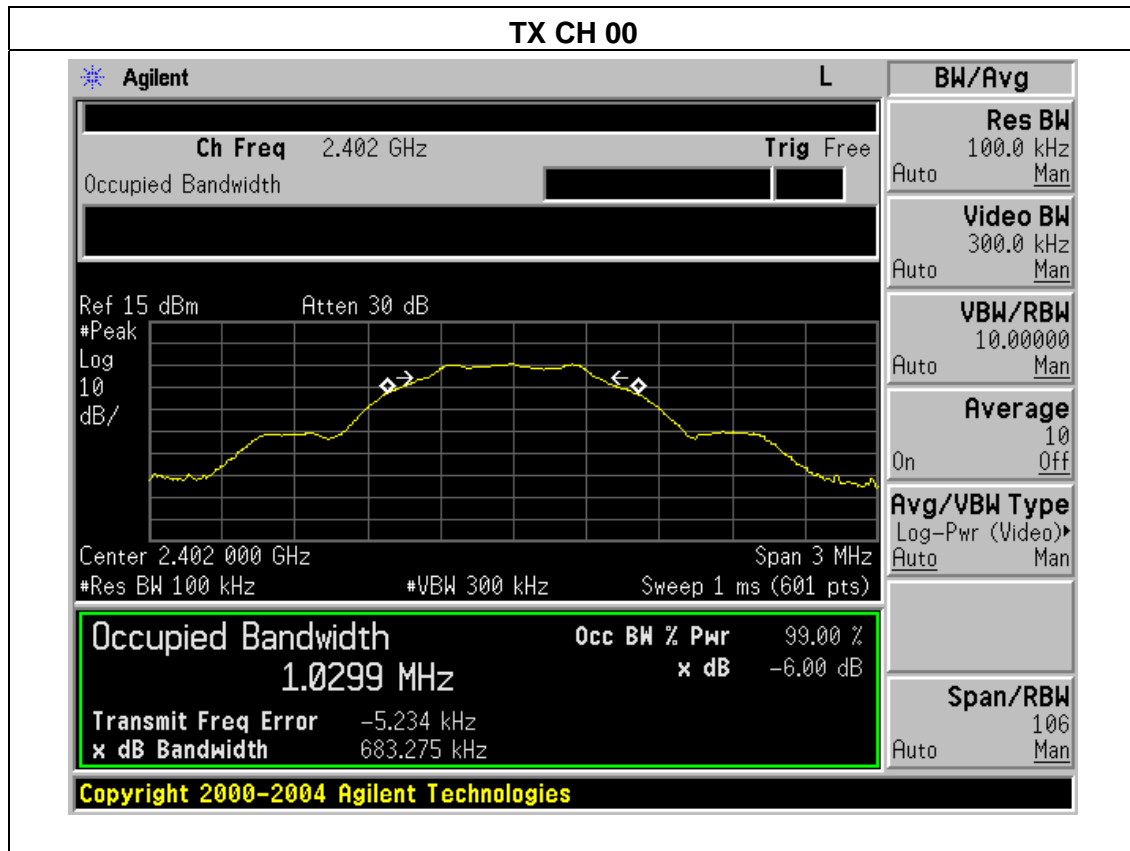 TX CH 00
Agilent L
Ch Freq 2.402 GHz Trig Free
Occupied Bandwidth
Ref 15 dBm Atten 30 dB
#Peak
Log
10
dB/
Center 2.402 000 GHz Span 3 MHz
#Res BW 100 kHz #VBW 300 kHz Sweep 1 ms (601 pts)
Occupied Bandwidth Occ BW % Pwr 99.00 %
1.0299 MHz x dB -6.00 dB
Transmit Freq Error -5.234 kHz
x dB Bandwidth 683.275 kHz
Copyright 2000-2004 Agilent Technologies
BW/Avg
Res BW
100.0 kHz
Auto Man
Video BW
300.0 kHz
Auto Man
VBW/RBW
10.00000
Auto Man
Average
10
On Off
Avg/VBW Type
Log-Pwr (Video)
Auto Man
Span/RBW
106
Auto Man